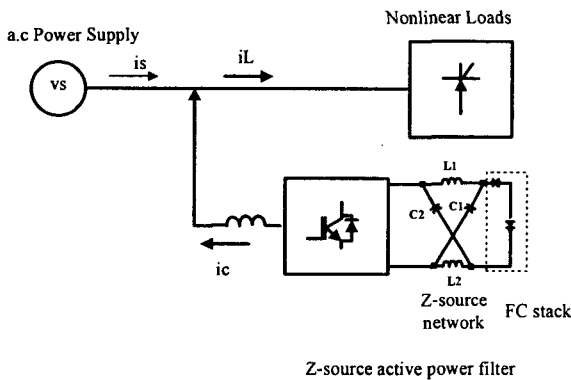 Nonlinear Loads
a.c Power Supply
is
iL
vs
L1
C2
C1
ic
L2
Z-source
network
FC stack
Z-source active power filter